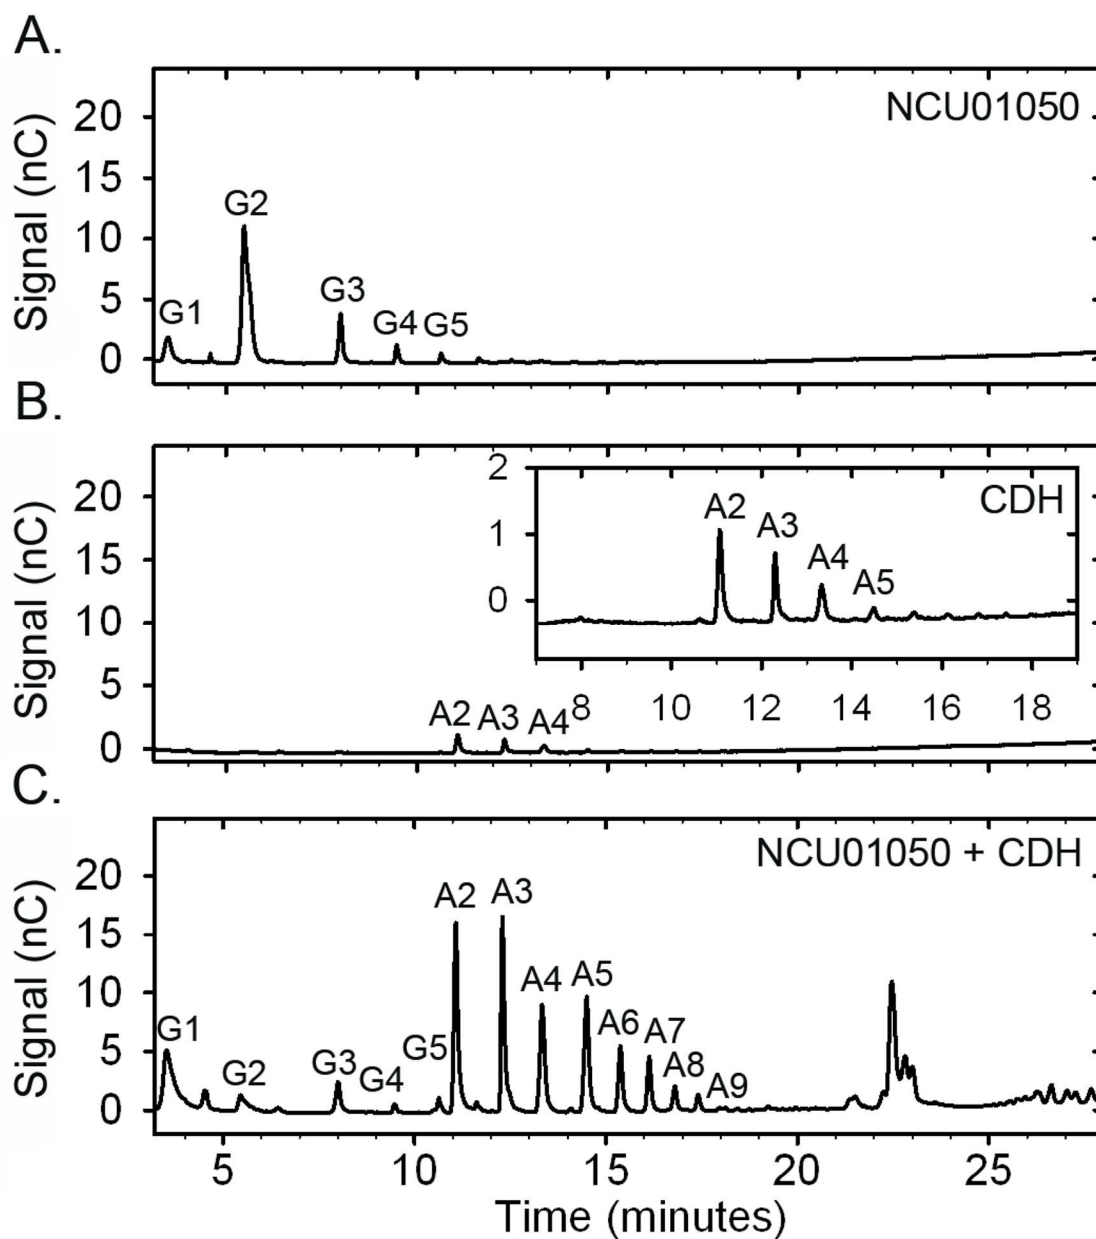 A.
NCU01050
Signal (nC)
20
15
10
5
0
G1
G2
G3
G4
G5
B.
CDH
Signal (nC)
20
15
10
5
0
A2
A3
A4
2
1
0
A2
A3
A4
A5
8
10
12
14
16
18
C.
NCU01050 + CDH
Signal (nC)
20
15
10
5
0
G1
G2
G3
G4
G5
A2
A3
A4
A5
A6
A7
A8
A9
5
10
15
20
25
Time (minutes)